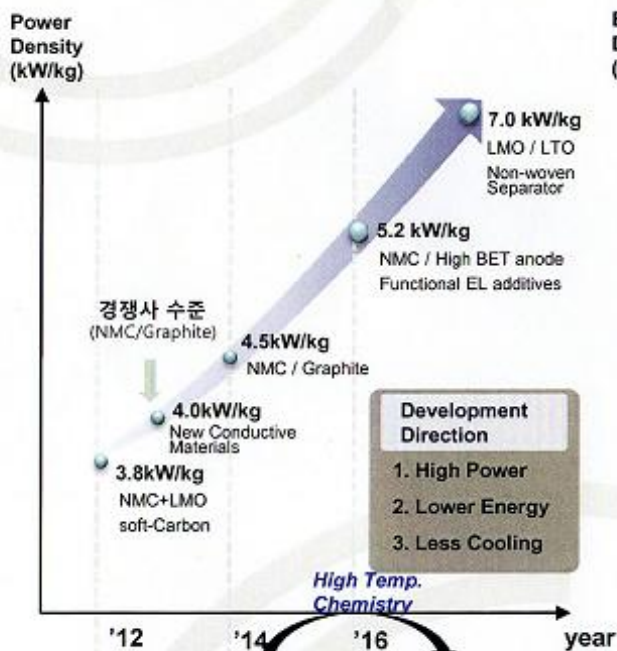 Power
Density
(kW/kg)
7.0 kW/kg
LMO / LTO
Non-woven
Separator
5.2 kW/kg
NMC / High BET anode
Functional EL additives
경쟁사 수준
(NMC/Graphite)
4.5kW/kg
NMC / Graphite
4.0kW/kg
New Conductive
Materials
3.8kW/kg
NMC+LMO
soft-Carbon
Development
Direction
1. High Power
2. Lower Energy
3. Less Cooling
High Temp.
Chemistry
'12
'14
'16
year